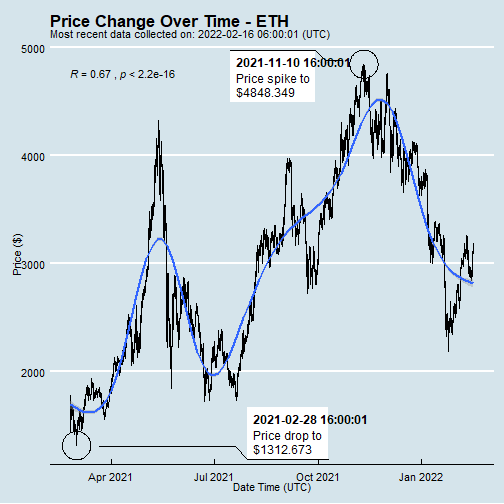 Price Change Over Time - ETH
Most recent data collected on: 2022-02-16 06:00:01 (UTC)
5000
2021-11-10 16:00:01
Price spike to
$4848.349
R = 0.67 , p < 2.2e-16
4000
Price ($)
3000
2000
2021-02-28 16:00:01
Price drop to
$1312.673
Apr 2021
Jul 2021
Oct 2021
Jan 2022
Date Time (UTC)